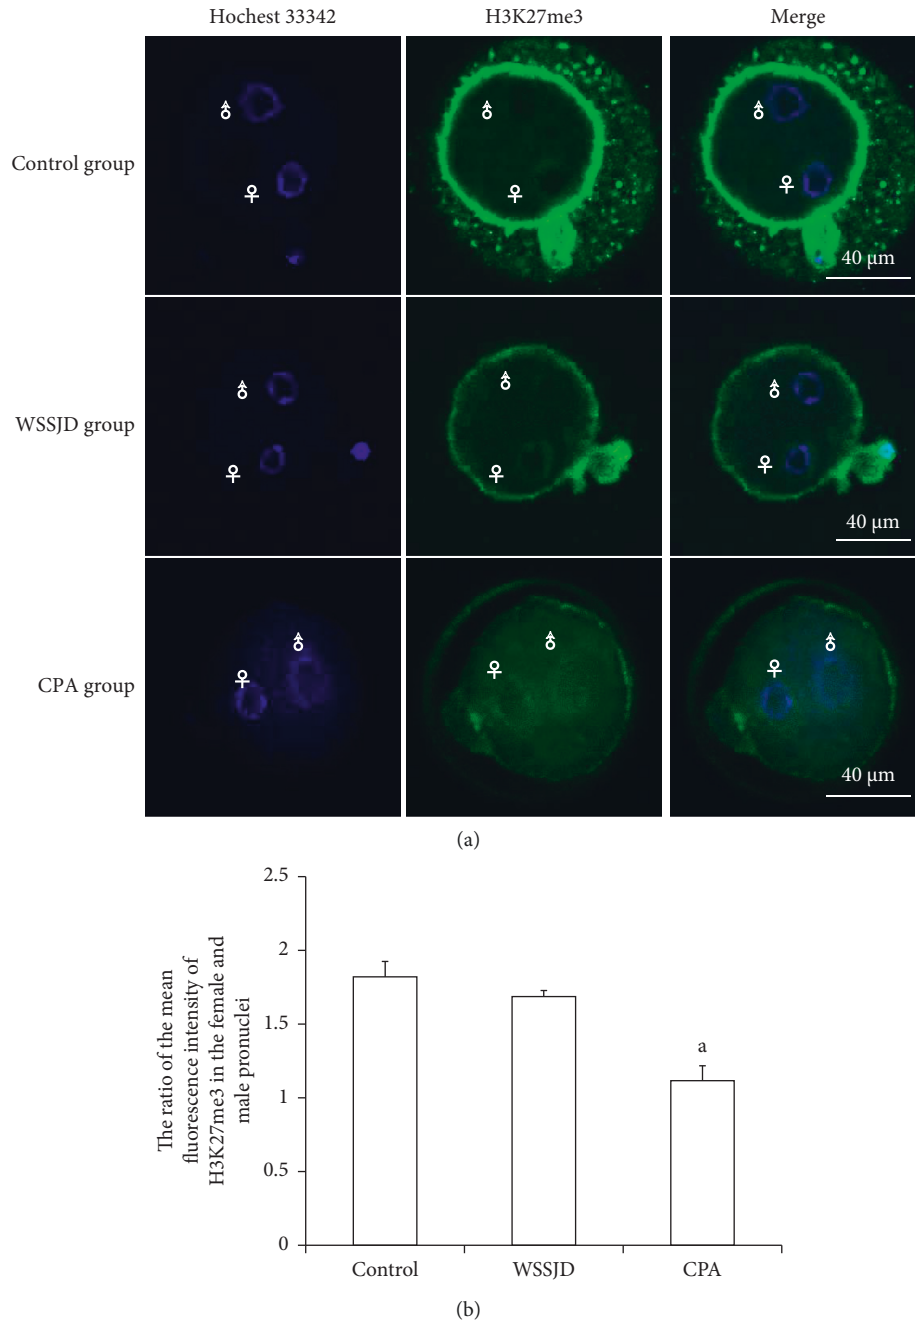 Hochest 33342 H3K27me3 Merge
♂ ♂ ♂
Control group
♀ ♀ ♀
40 µm
♂ ♂ ♂
WSSJD group
♀ ♀ ♀
40 µm
♂ ♂ ♂
♀ ♀ ♀
CPA group
40 µm
(a)
2.5
2
1.5
1
0.5
0
The ratio of the mean
fluorescence intensity of
H3K27me3 in the female and
male pronuclei
a
Control WSSJD CPA
(b)